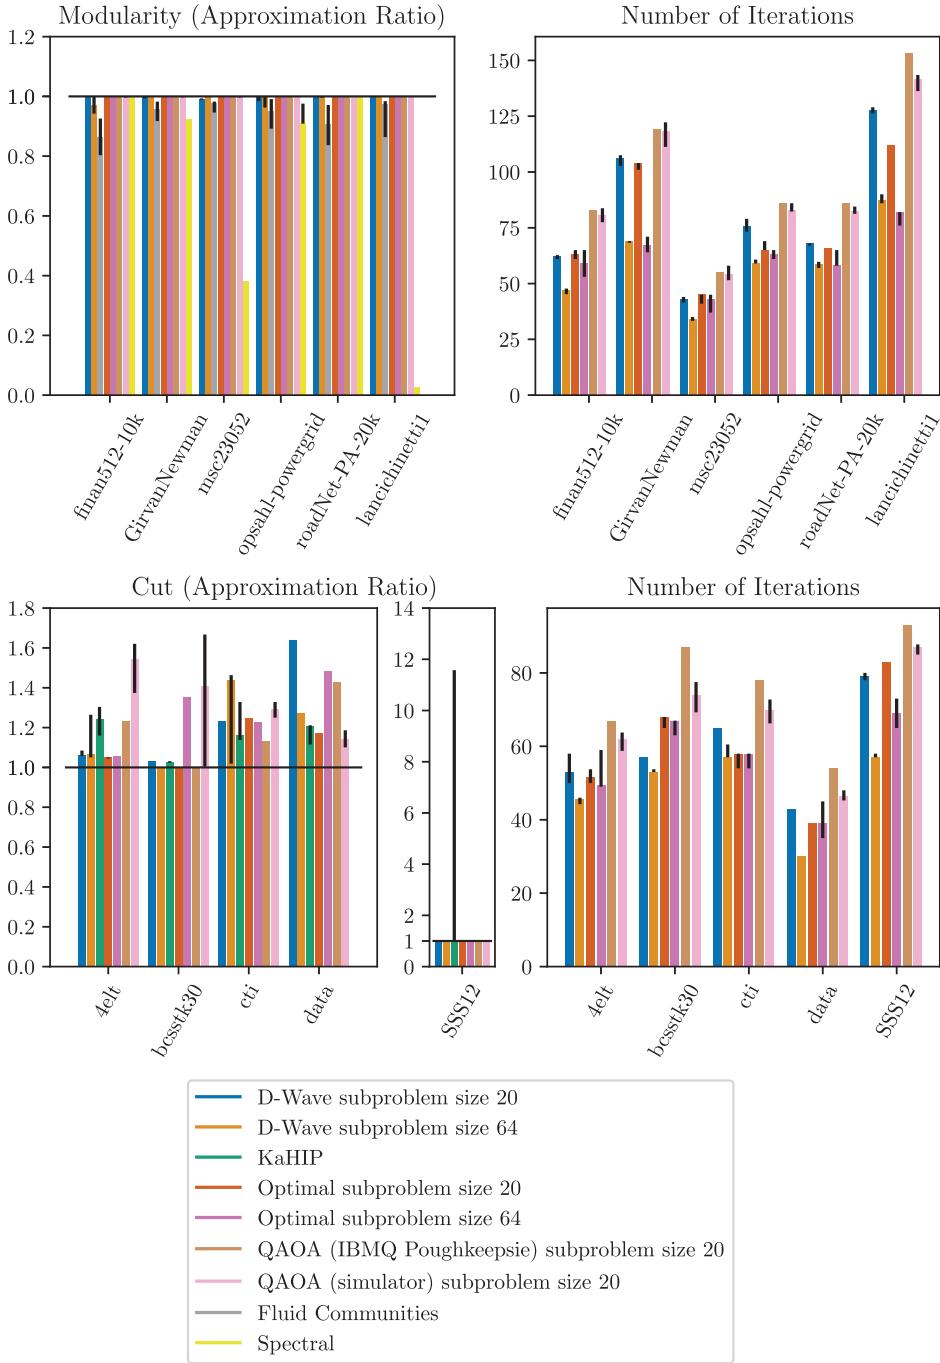 Modularity (Approximation Ratio)
Number of Iterations
1.2
1.0
0.8
0.6
0.4
0.2
0.0
150
125
100
75
50
25
0
finan512-10k
GirvanNewman
msc23052
opsahl-powergrid
roadNet-PA-20k
lancichinetti1
finan512-10k
GirvanNewman
msc23052
opsahl-powergrid
roadNet-PA-20k
lancichinetti1
Cut (Approximation Ratio)
Number of Iterations
1.8
1.6
1.4
1.2
1.0
0.8
0.6
0.4
0.2
0.0
14
12
10
8
6
4
2
1
0
80
60
40
20
0
4elt
bcsstk30
cti
data
SSS12
4elt
bcsstk30
cti
data
SSS12
D-Wave subproblem size 20
D-Wave subproblem size 64
KaHIP
Optimal subproblem size 20
Optimal subproblem size 64
QAOA (IBMQ Poughkeepsie) subproblem size 20
QAOA (simulator) subproblem size 20
Fluid Communities
Spectral